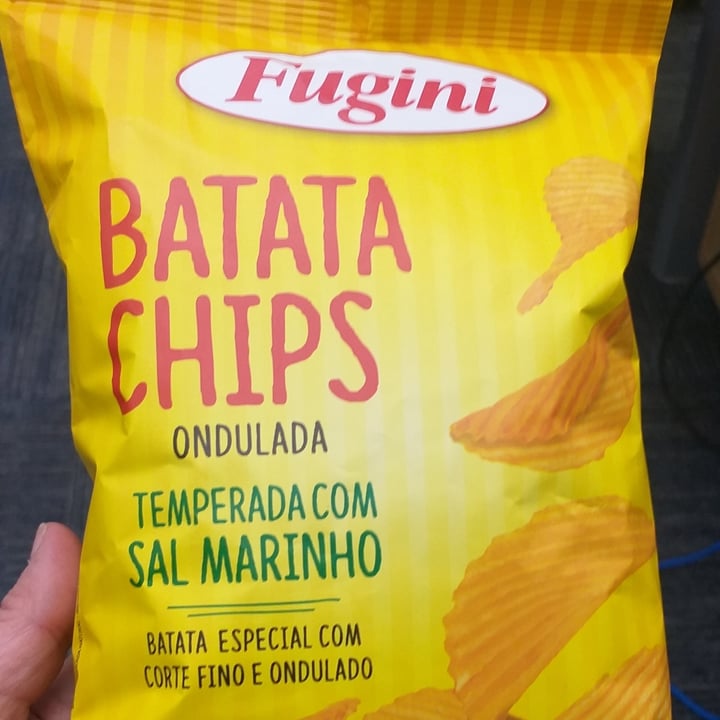 Fugini
BATATA
CHIPS
ONDULADA
TEMPERADA COM
SAL MARINHO
BATATA ESPECIAL COM
CORTE FINO E ONDULADO